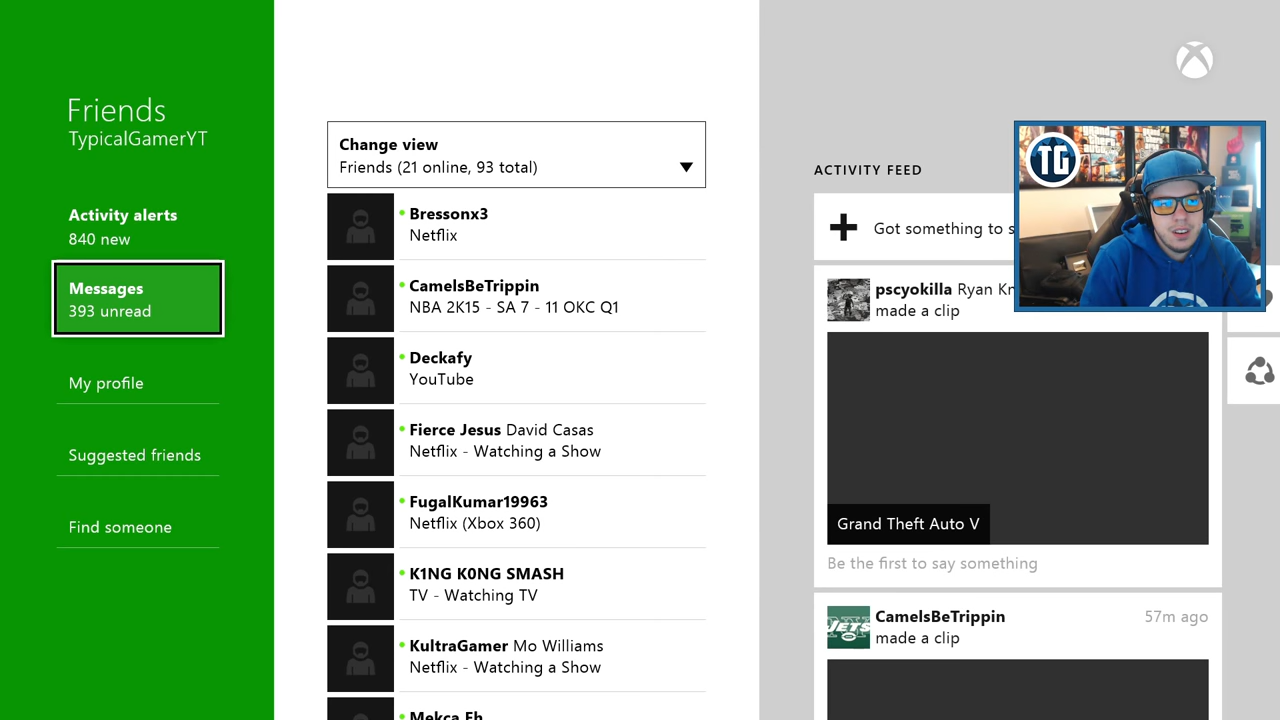 Friends
TypicalGamerYT
Activity alerts
840 new
Messages
393 unread
My profile
Suggested friends
Find someone
Change view
Friends (21 online, 93 total)
Bressonx3
Netflix
CamelsBeTrippin
NBA 2K15 - SA 7 - 11 OKC Q1
Deckafy
YouTube
Fierce Jesus David Casas
Netflix - Watching a Show
FugalKumar19963
Netflix (Xbox 360)
K1NG K0NG SMASH
TV - Watching TV
KultraGamer Mo Williams
Netflix - Watching a Show
Mekca Eh
ACTIVITY FEED
Got something to s
pscyokilla Ryan Kn
made a clip
Grand Theft Auto V
Be the first to say something
JETS
CamelsBeTrippin 57m ago
made a clip
TG